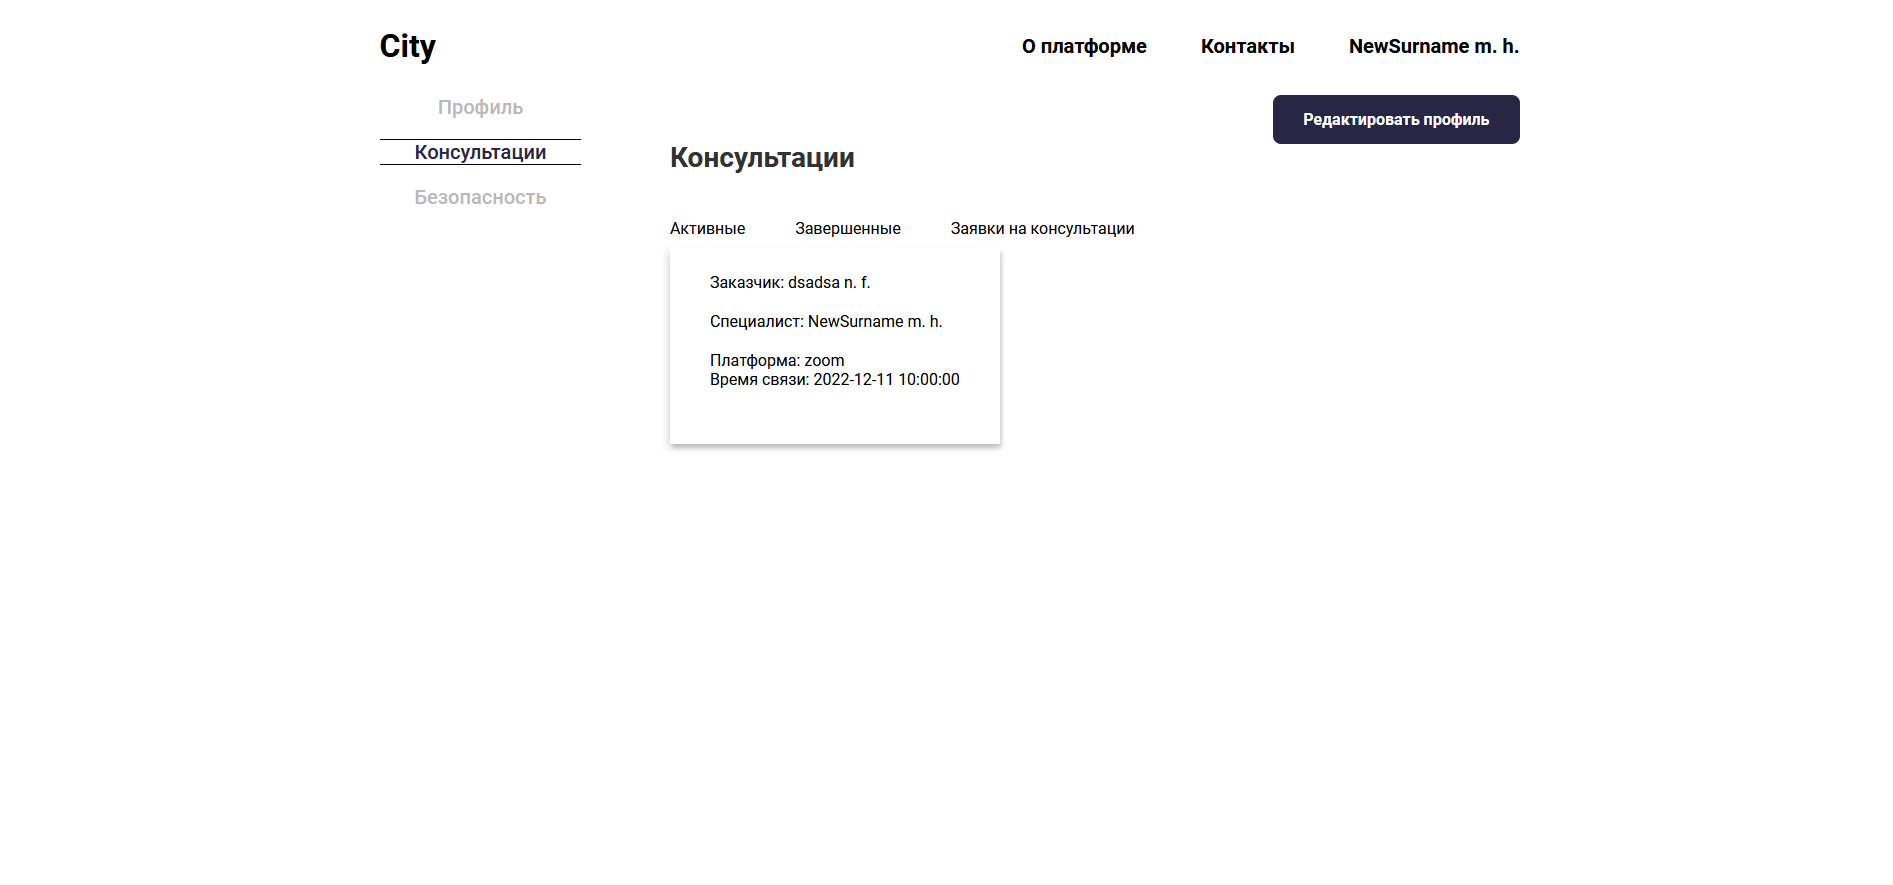 City
О платформе
Контакты
NewSurname m. h.
Профиль
Консультации
Безопасность
Редактировать профиль
Консультации
Активные
Завершенные
Заявки на консультации
Заказчик: dsadsa n. f.
Специалист: NewSurname m. h.
Платформа: zoom
Время связи: 2022-12-11 10:00:00